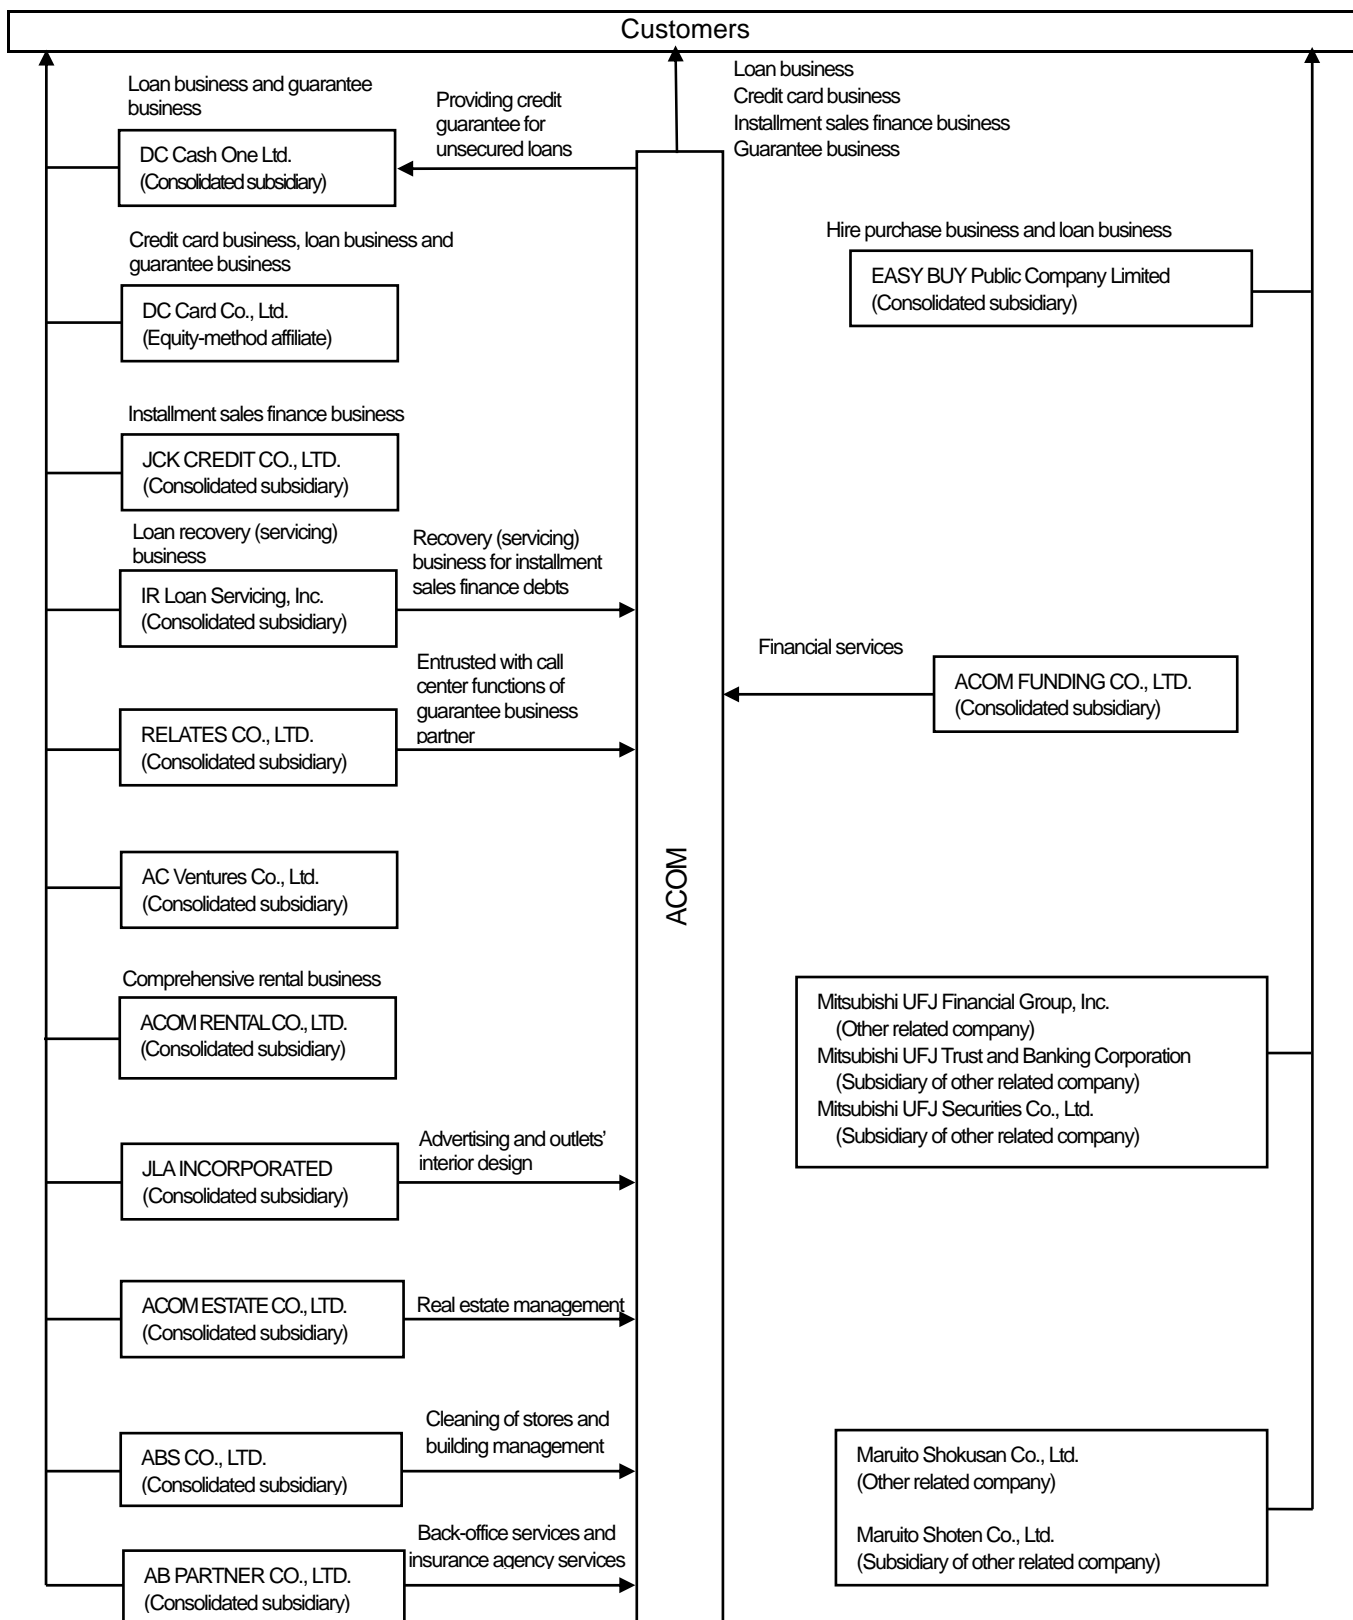 Customers
Loan business and guarantee
business
DC Cash One Ltd.
(Consolidated subsidiary)
Providing credit
guarantee for
unsecured loans
Loan business
Credit card business
Installment sales finance business
Guarantee business
Credit card business, loan business and
guarantee business
DC Card Co., Ltd.
(Equity-method affiliate)
Hire purchase business and loan business
EASY BUY Public Company Limited
(Consolidated subsidiary)
Installment sales finance business
JCK CREDIT CO., LTD.
(Consolidated subsidiary)
Loan recovery (servicing)
business
IR Loan Servicing, Inc.
(Consolidated subsidiary)
Recovery (servicing)
business for installment
sales finance debts
Entrusted with call
center functions of
guarantee business
partner
RELATES CO., LTD.
(Consolidated subsidiary)
Financial services
ACOM FUNDING CO., LTD.
(Consolidated subsidiary)
AC Ventures Co., Ltd.
(Consolidated subsidiary)
ACOM
Comprehensive rental business
ACOM RENTAL CO., LTD.
(Consolidated subsidiary)
Mitsubishi UFJ Financial Group, Inc.
(Other related company)
Mitsubishi UFJ Trust and Banking Corporation
(Subsidiary of other related company)
Mitsubishi UFJ Securities Co., Ltd.
(Subsidiary of other related company)
Advertising and outlets’
interior design
JLA INCORPORATED
(Consolidated subsidiary)
ACOM ESTATE CO., LTD.
(Consolidated subsidiary)
Real estate management
Cleaning of stores and
building management
ABS CO., LTD.
(Consolidated subsidiary)
Maruito Shokusan Co., Ltd.
(Other related company)
Maruito Shoten Co., Ltd.
(Subsidiary of other related company)
Back-office services and
insurance agency services
AB PARTNER CO., LTD.
(Consolidated subsidiary)